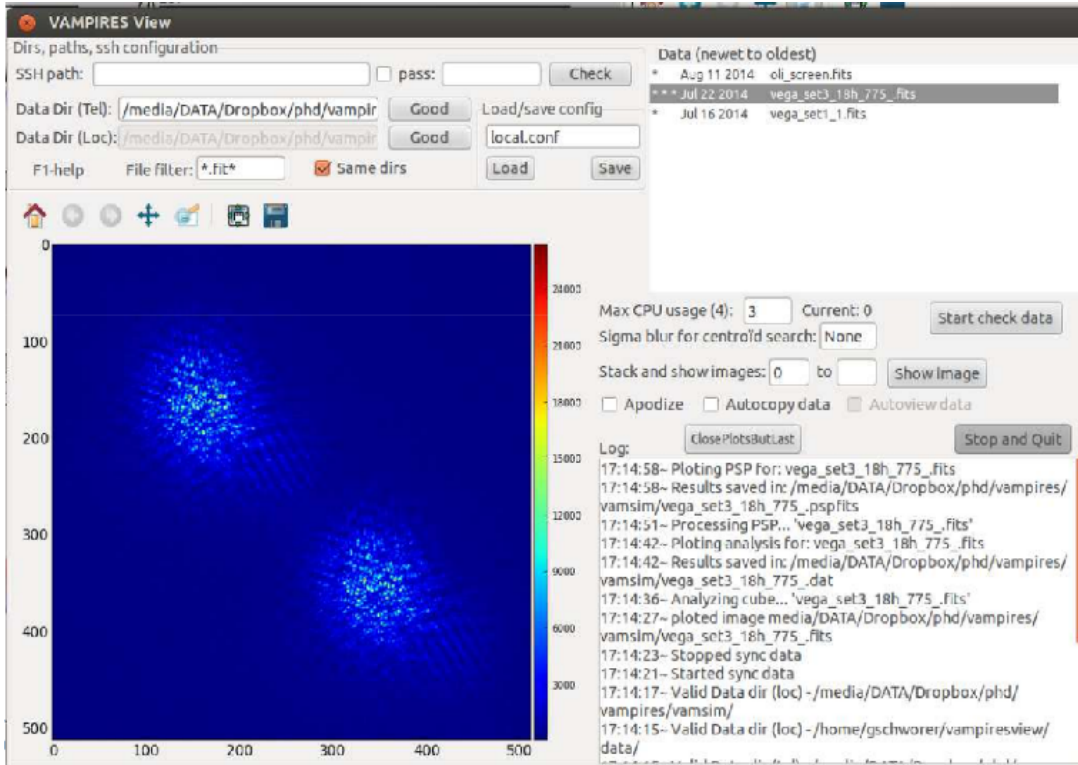 VAMPIRES View
Dirs, paths, ssh configuration
SSH path:
pass:
Check
Data Dir (Tel):
/media/DATA/Dropbox/phd/vampir
Good
Load/save config
Data Dir (Loc):
/media/DATA/Dropbox/phd/vampir
Good
local.conf
F1-help
File filter:
*.fit*
Same dirs
Load
Save
Data (newet to oldest)
* Aug 11 2014 oli_screen.fits
* * * Jul 22 2014 vega_set3_18h_775_.fits
* Jul 16 2014 vega_set1_1.fits
0
100
200
300
400
500
0
100
200
300
400
500
24000
21000
18000
15000
12000
9000
6000
3000
Max CPU usage (4): 3 Current: 0
Start check data
Sigma blur for centroïd search: None
Stack and show images: 0 to
Show image
Apodize
Autocopy data
Autoview data
Log:
ClosePlotsButLast
Stop and Quit
17:14:58~ Ploting PSP for: vega_set3_18h_775_.fits
17:14:58~ Results saved in: /media/DATA/Dropbox/phd/vampires/
vamsim/vega_set3_18h_775_.pspfits
17:14:51~ Processing PSP... 'vega_set3_18h_775_.fits'
17:14:42~ Ploting analysis for: vega_set3_18h_775_.fits
17:14:42~ Results saved in: /media/DATA/Dropbox/phd/vampires/
vamsim/vega_set3_18h_775_.dat
17:14:36~ Analyzing cube... 'vega_set3_18h_775_.fits'
17:14:27~ ploted image media/DATA/Dropbox/phd/vampires/
vamsim/vega_set3_18h_775_.fits
17:14:23~ Stopped sync data
17:14:21~ Started sync data
17:14:17~ Valid Data dir (loc) - /media/DATA/Dropbox/phd/
vampires/vamsim/
17:14:15~ Valid Data dir (loc) - /home/gschworer/vampiresview/
data/